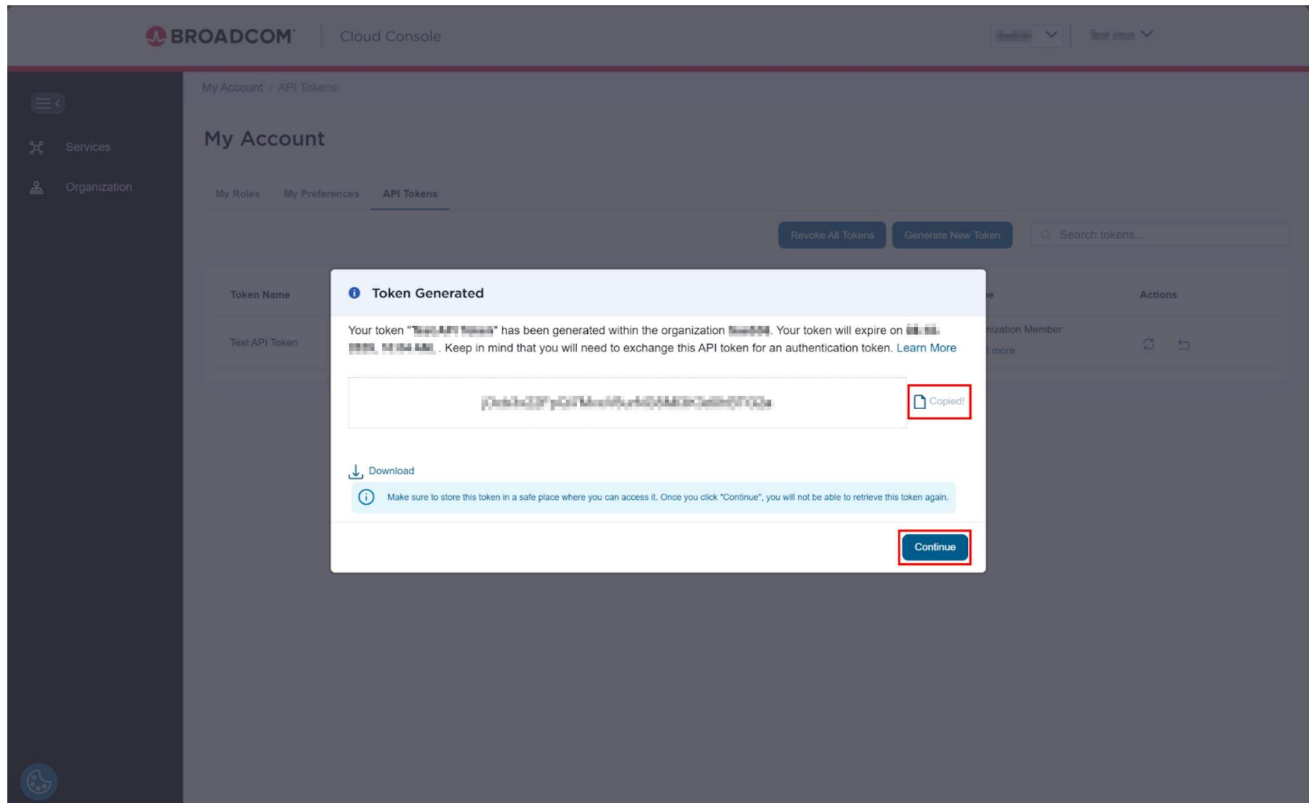 BROADCOM Cloud Console
My Account > API Tokens
Services
My Account
Organization
My Roles My Preferences API Tokens
Revoke All Tokens Generate New Token Search tokens...
Token Name Actions
Token Generated
Your token " " has been generated within the organization . Your token will expire on
. Keep in mind that you will need to exchange this API token for an authentication token. Learn More
Test API Token Member
more
Copied!
Download
Make sure to store this token in a safe place where you can access it. Once you click "Continue", you will not be able to retrieve this token again.
Continue